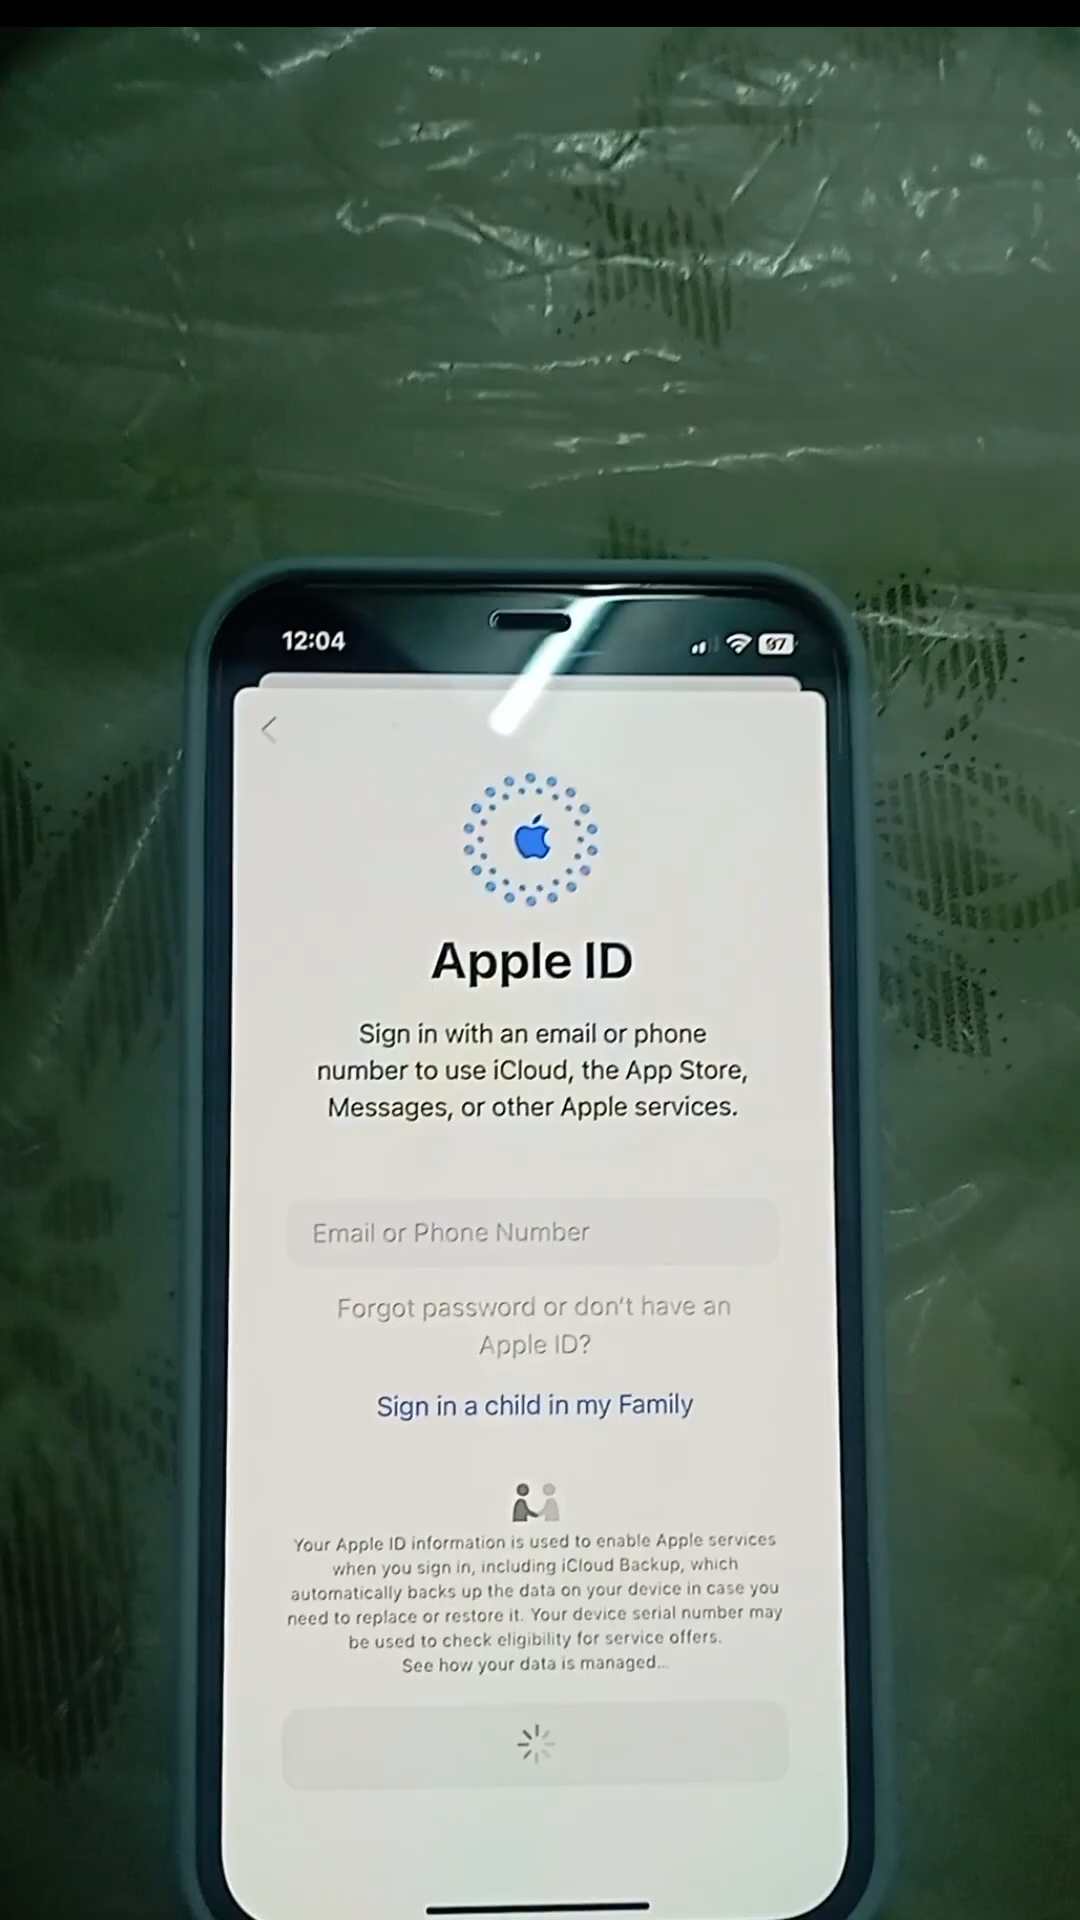 12:04
97
Apple ID
Sign in with an email or phone
number to use iCloud, the App Store,
Messages, or other Apple services.
Email or Phone Number
Forgot password or don't have an
Apple ID?
Sign in a child in my Family
Your Apple ID information is used to enable Apple services
when you sign in, including iCloud Backup, which
automatically backs up the data on your device in case you
need to replace or restore it. Your device serial number may
be used to check eligibility for service offers.
See how your data is managed...